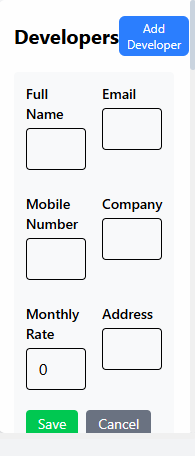 Developers
Add
Developer
Full
Name
Email
Mobile
Number
Company
Monthly
Rate
Address
0
Save
Cancel